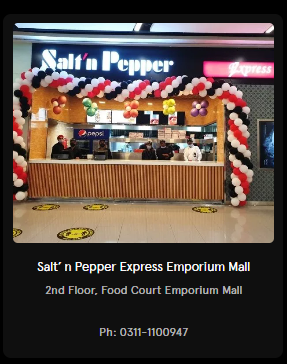 Salt'n Pepper
Express
pepsi
Salt' n Pepper Express Emporium Mall
2nd Floor, Food Court Emporium Mall
Ph: 0311-1100947